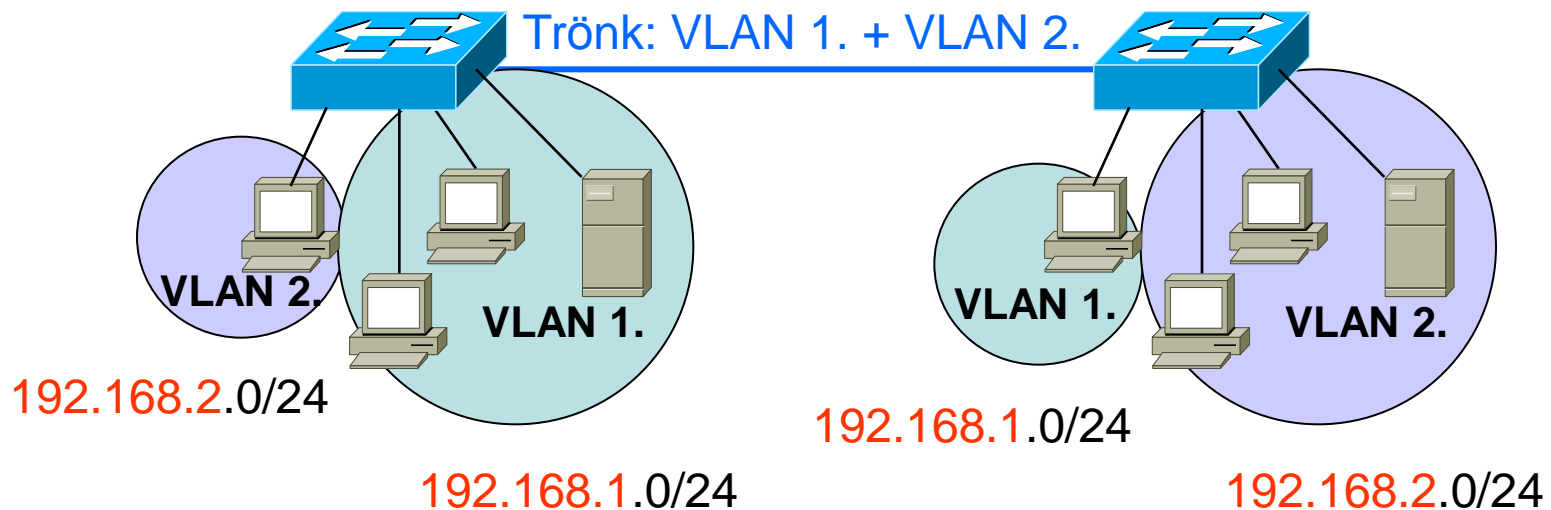 Trönk: VLAN 1. + VLAN 2.
VLAN 2.
VLAN 1.
VLAN 1.
VLAN 2.
192.168.2.0/24
192.168.1.0/24
192.168.1.0/24
192.168.2.0/24